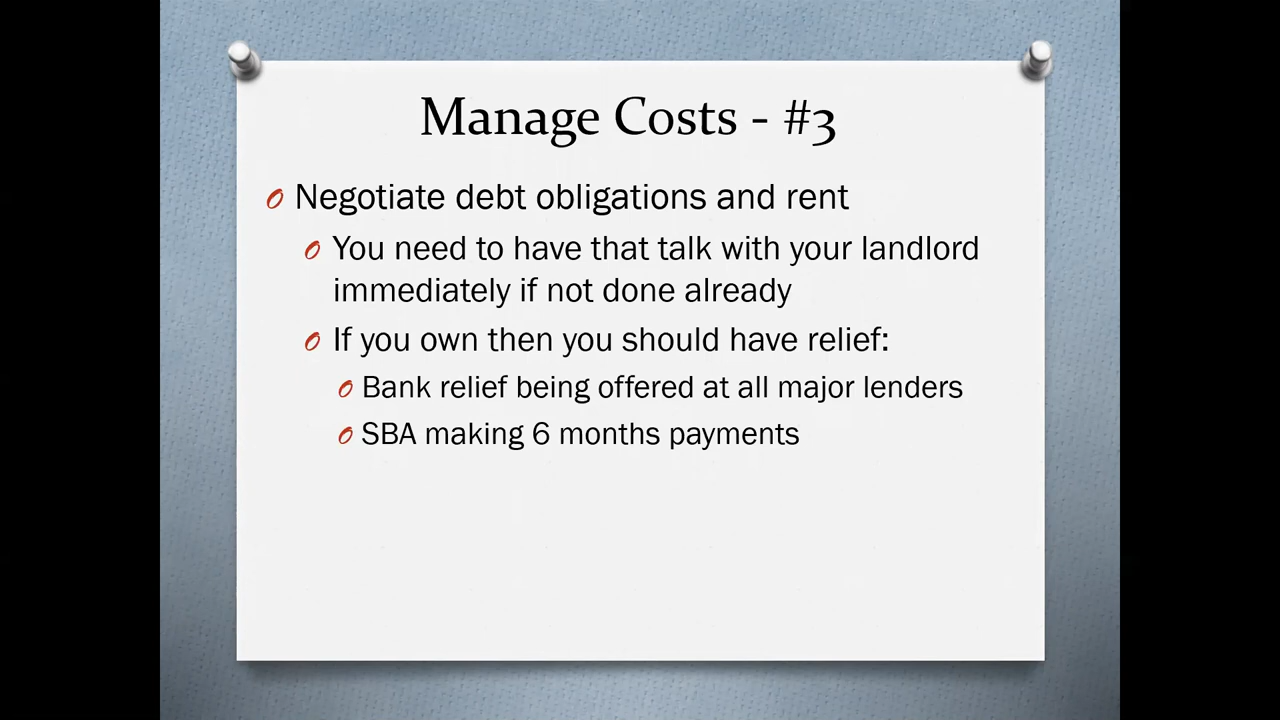 Manage Costs - #3
Negotiate debt obligations and rent
You need to have that talk with your landlord
immediately if not done already
If you own then you should have relief:
Bank relief being offered at all major lenders
SBA making 6 months payments